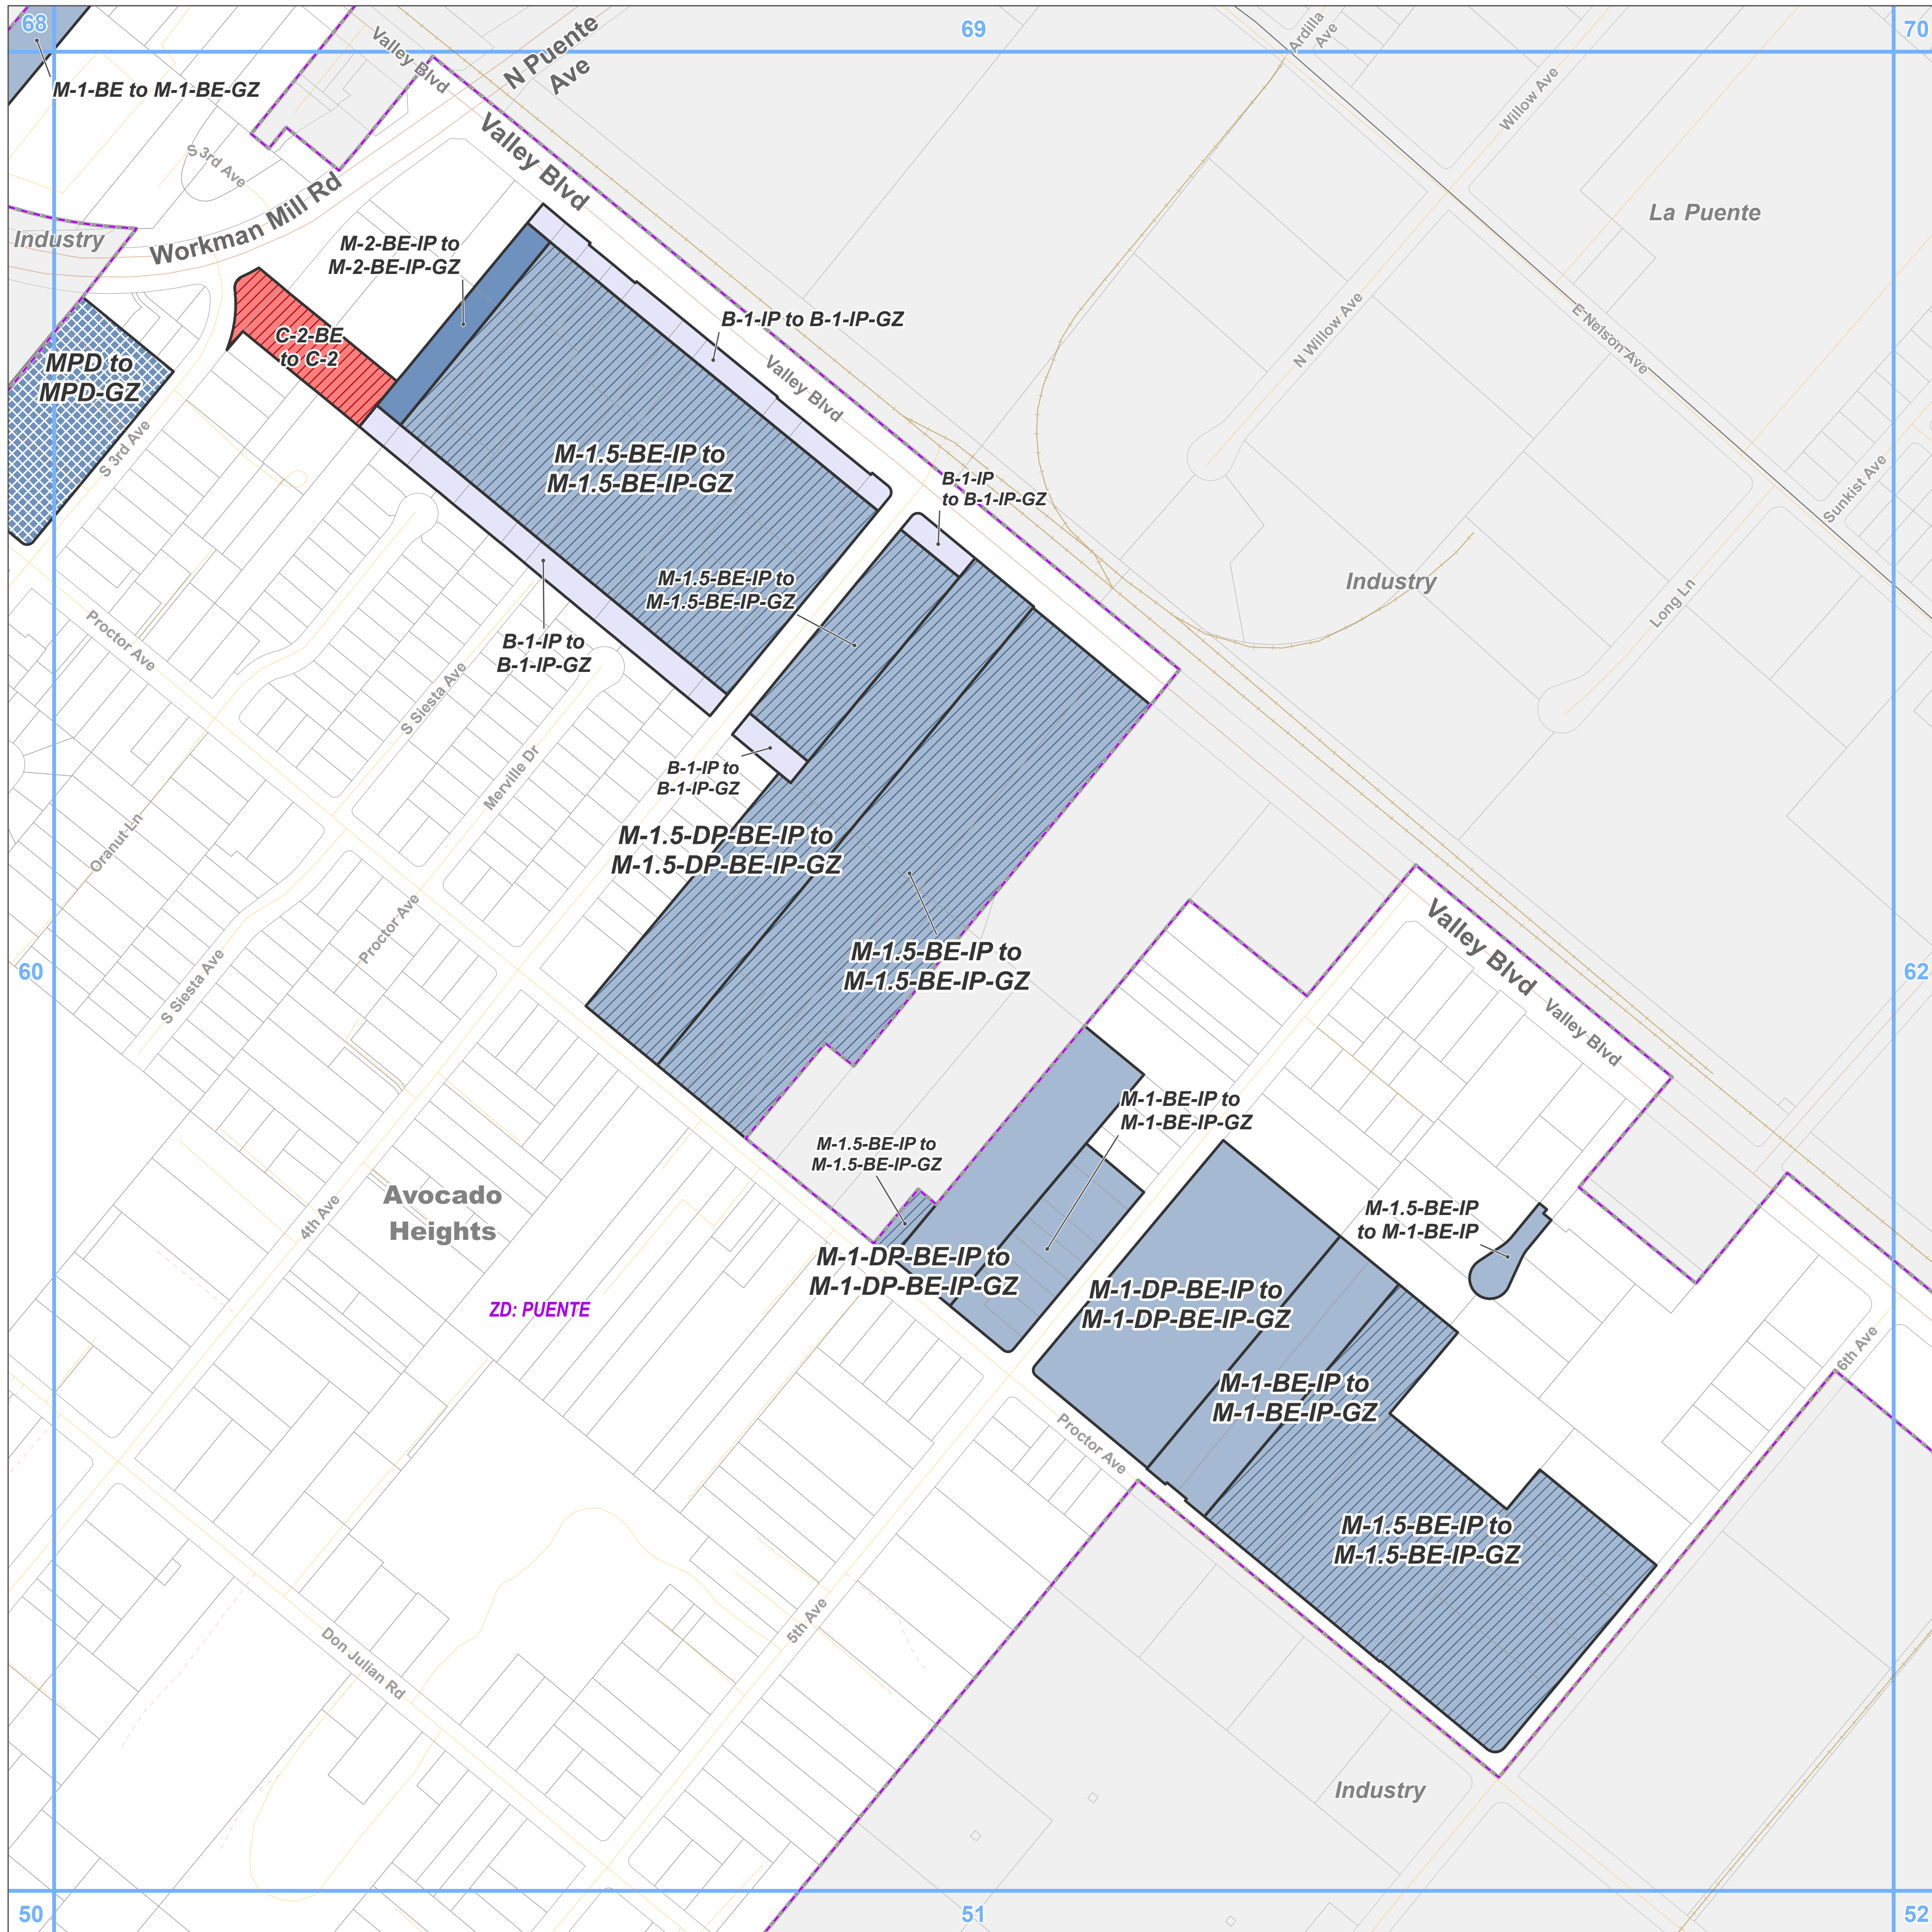 68
69
70
M-1-BE to M-1-BE-GZ
Valley Blvd
N Puente
Ave
Ardilla
Ave
Willow Ave
Valley Blvd
S 3rd Ave
Workman Mill Rd
Industry
La Puente
M-2-BE-IP to
M-2-BE-IP-GZ
B-1-IP to B-1-IP-GZ
N Willow Ave
E Nelson Ave
C-2-BE
to C-2
MPD to
MPD-GZ
Valley Blvd
S 3rd Ave
M-1.5-BE-IP to
M-1.5-BE-IP-GZ
B-1-IP
to B-1-IP-GZ
Sunkist Ave
M-1.5-BE-IP to
M-1.5-BE-IP-GZ
Industry
Long Ln
Proctor Ave
B-1-IP to
B-1-IP-GZ
S Siesta Ave
Merville Dr
B-1-IP to
B-1-IP-GZ
Oranut Ln
M-1.5-DP-BE-IP to
M-1.5-DP-BE-IP-GZ
Proctor Ave
M-1.5-BE-IP to
M-1.5-BE-IP-GZ
Valley Blvd
60
62
S Siesta Ave
Valley Blvd
M-1-BE-IP to
M-1-BE-IP-GZ
M-1.5-BE-IP to
M-1.5-BE-IP-GZ
Avocado
Heights
4th Ave
M-1.5-BE-IP
to M-1-BE-IP
M-1-DP-BE-IP to
M-1-DP-BE-IP-GZ
M-1-DP-BE-IP to
M-1-DP-BE-IP-GZ
ZD: PUENTE
6th Ave
M-1-BE-IP to
M-1-BE-IP-GZ
Proctor Ave
M-1.5-BE-IP to
M-1.5-BE-IP-GZ
5th Ave
Don Julian Rd
Industry
50
51
52